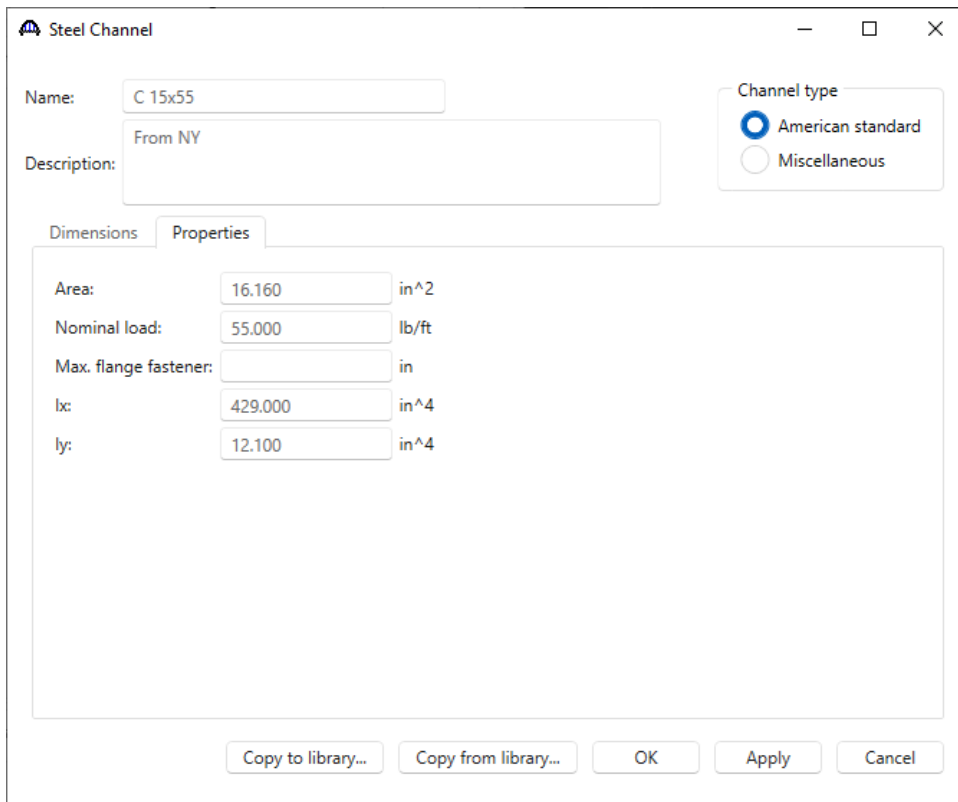 Steel Channel
Name: C 15x55
Channel type
American standard
Miscellaneous
Description: From NY
Dimensions Properties
Area: 16.160 in^2
Nominal load: 55.000 lb/ft
Max. flange fastener: in
Ix: 429.000 in^4
Iy: 12.100 in^4
Copy to library... Copy from library... OK Apply Cancel